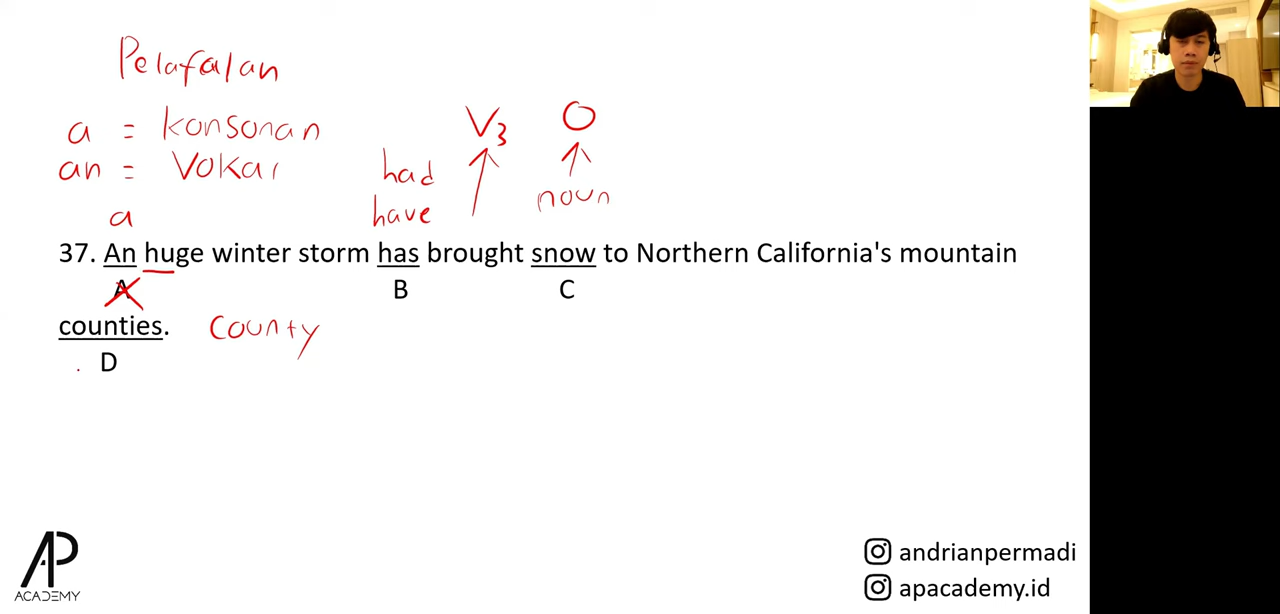 Pelafalan
a = konsonan
an = Vokal
V3 O
had
have
noun
a
37. An huge winter storm has brought snow to Northern California's mountain
A B C
counties. County
D
AP
ACADEMY
andrianpermadi
apacademy.id